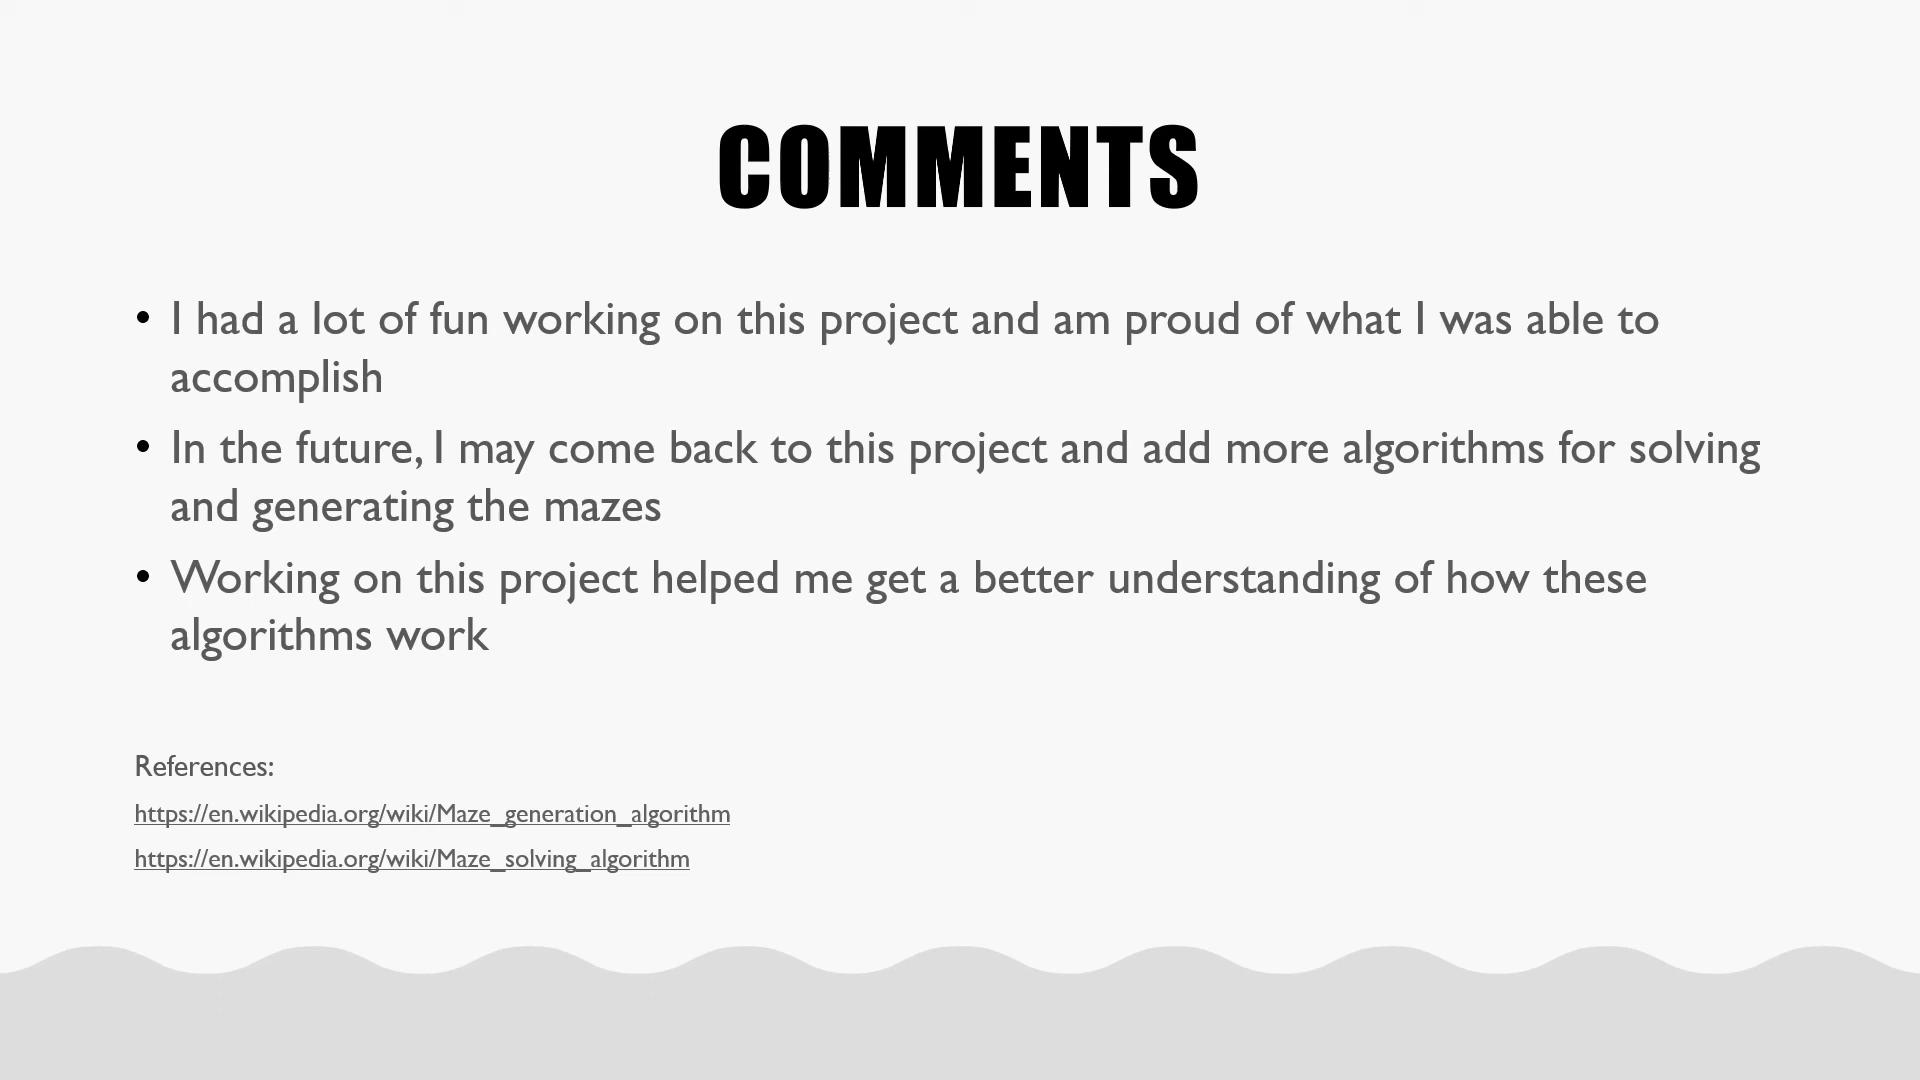 COMMENTS
• I had a lot of fun working on this project and am proud of what I was able to
accomplish
• In the future, I may come back to this project and add more algorithms for solving
and generating the mazes
• Working on this project helped me get a better understanding of how these
algorithms work
References:
https://en.wikipedia.org/wiki/Maze_generation_algorithm
https://en.wikipedia.org/wiki/Maze_solving_algorithm